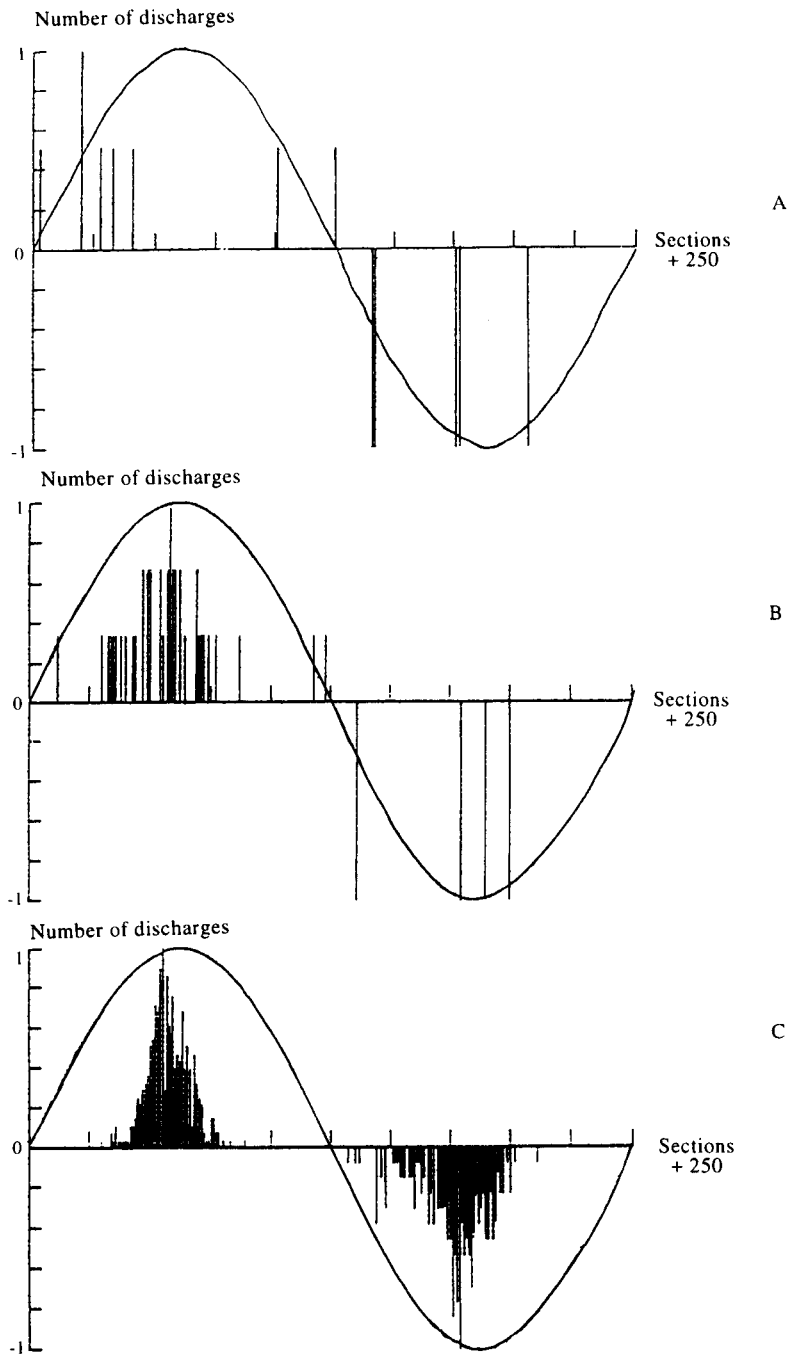 Number of discharges
1
A
0
Sections
+ 250
-1
Number of discharges
1
B
0
Sections
+ 250
-1
Number of discharges
1
C
0
Sections
+ 250
-1